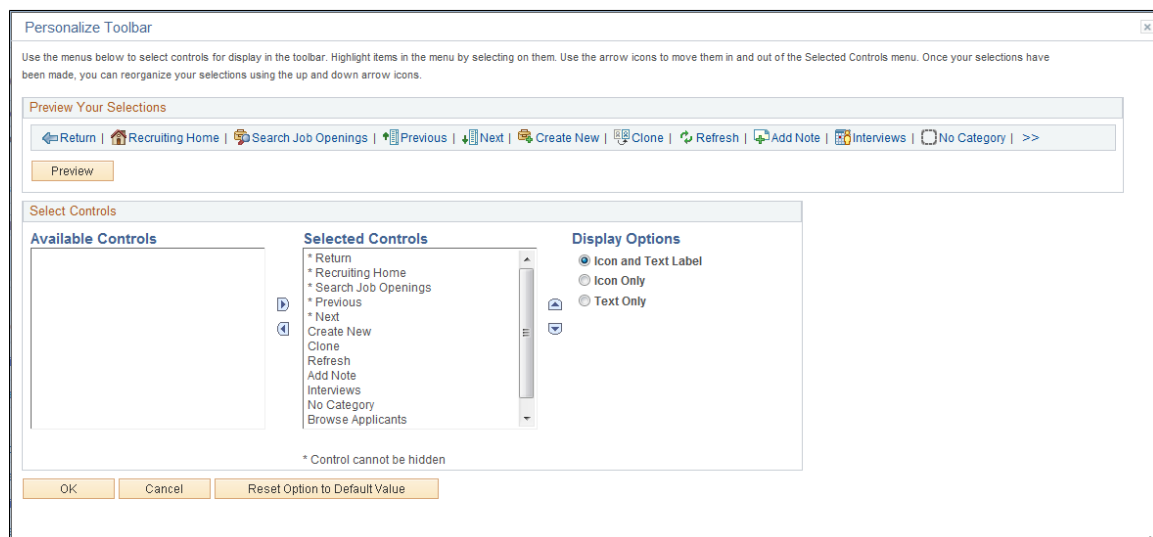 Personalize Toolbar
Use the menus below to select controls for display in the toolbar. Highlight items in the menu by selecting on them. Use the arrow icons to move them in and out of the Selected Controls menu. Once your selections have
been made, you can reorganize your selections using the up and down arrow icons.
Preview Your Selections
Return | Recruiting Home | Search Job Openings | Previous | Next | Create New | Clone | Refresh | Add Note | Interviews | No Category | >>
Preview
Select Controls
Available Controls
Selected Controls
* Return
* Recruiting Home
* Search Job Openings
* Previous
* Next
Create New
Clone
Refresh
Add Note
Interviews
No Category
Browse Applicants
* Control cannot be hidden
Display Options
Icon and Text Label
Icon Only
Text Only
OK Cancel Reset Option to Default Value